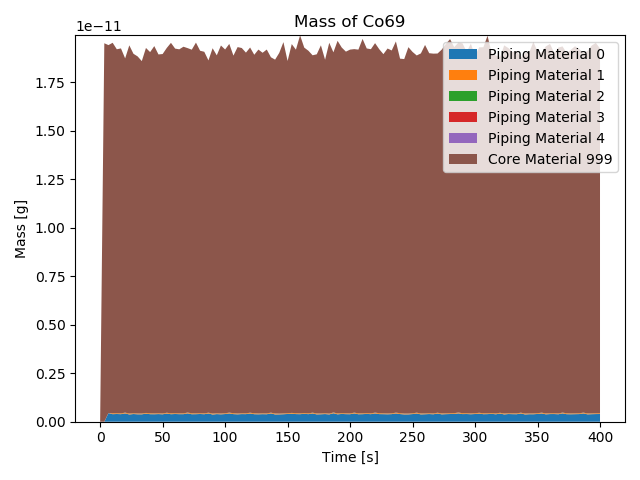 Mass of Co69
1e−11
Piping Material 0
Piping Material 1
Piping Material 2
Piping Material 3
Piping Material 4
Core Material 999
Mass [g]
1.75
1.50
1.25
1.00
0.75
0.50
0.25
0.00
0 50 100 150 200 250 300 350 400
Time [s]